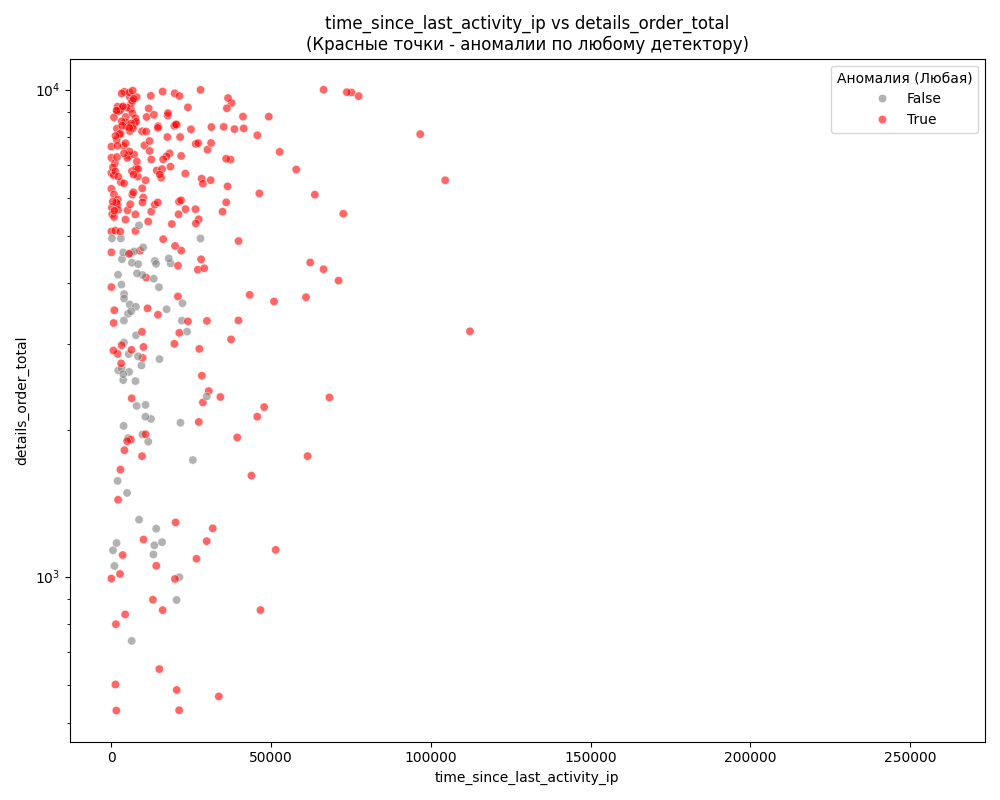 time_since_last_activity_ip vs details_order_total
(Красные точки - аномалии по любому детектору)
Аномалия (Любая)
False
True
details_order_total
10⁴
10³
0
50000
100000
150000
200000
250000
time_since_last_activity_ip